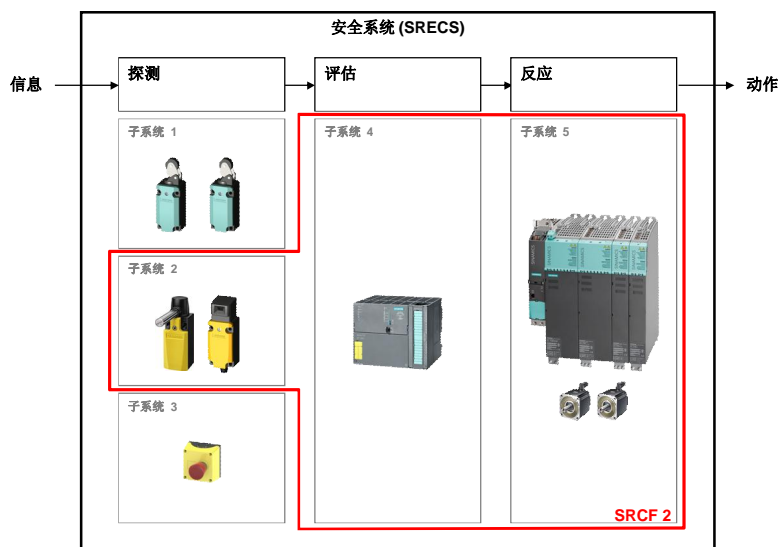 安全系统 (SRECS)
信息
探测
评估
反应
动作
子系统 1
子系统 4
子系统 5
子系统 2
子系统 3
SRCF 2